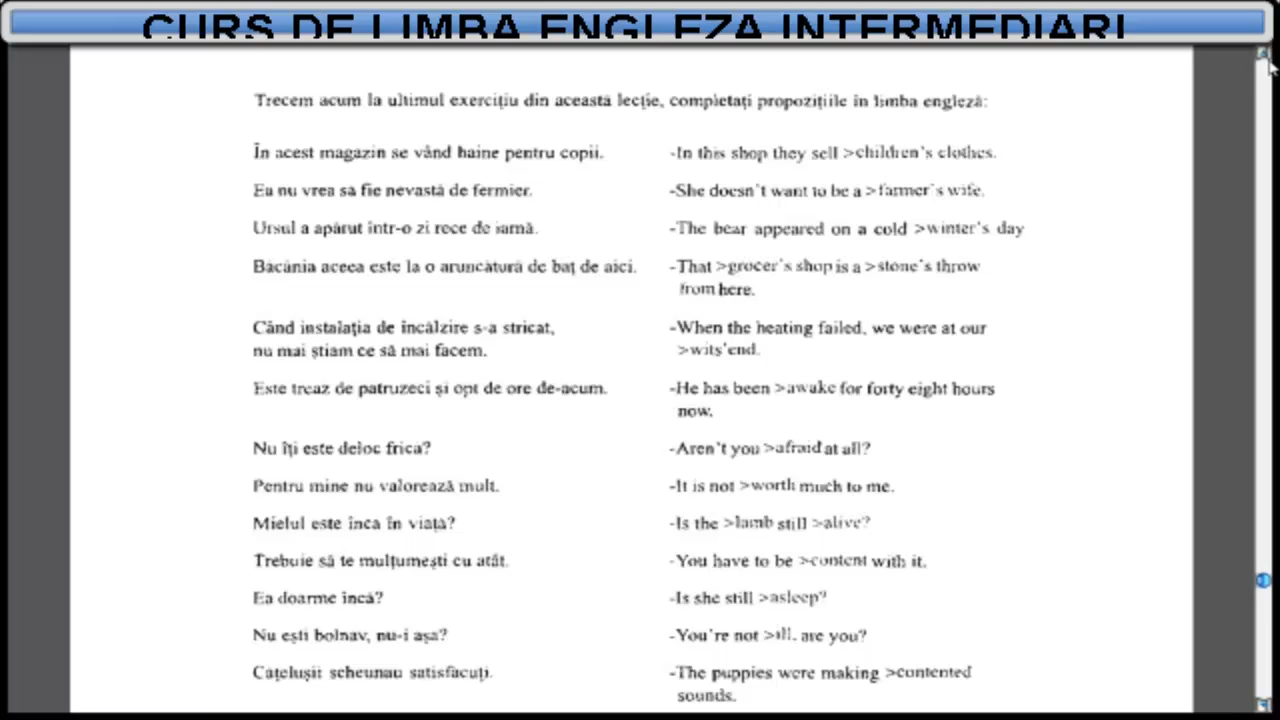 CURS DE LIMBA ENGLEZA INTERMEDIARI
Trecem acum la ultimul exercițiu din această lecție, completați propozițiile în limba engleză:
În acest magazin se vând haine pentru copii. -In this shop they sell >children's clothes.
Ea nu vrea sa fie nevastă de fermier. -She doesn't want to be a >farmer's wife.
Ursul a apărut într-o zi rece de iarnă. -The bear appeared on a cold >winter's day
Băcănia aceea este la o aruncătură de baț de aici. -That >grocer's shop is a >stone's throw
from here.
Când instalația de încălzire s-a stricat, -When the heating failed, we were at our
nu mai știam ce să mai facem. >wits'end.
Este treaz de patruzeci și opt de ore de-acum. -He has been >awake for forty eight hours
now.
Nu îți este deloc frica? -Aren't you >afraid at all?
Pentru mine nu valorează mult. -It is not >worth much to me.
Mielul este înca în viață? -Is the >lamb still >alive?
Trebuie să te mulțumești cu atât. -You have to be >content with it.
Ea doarme încă? -Is she still >asleep?
Nu ești bolnav, nu-i așa? -You're not >ill, are you?
Cațelușii scheunau satisfăcuți. -The puppies were making >contented
sounds.